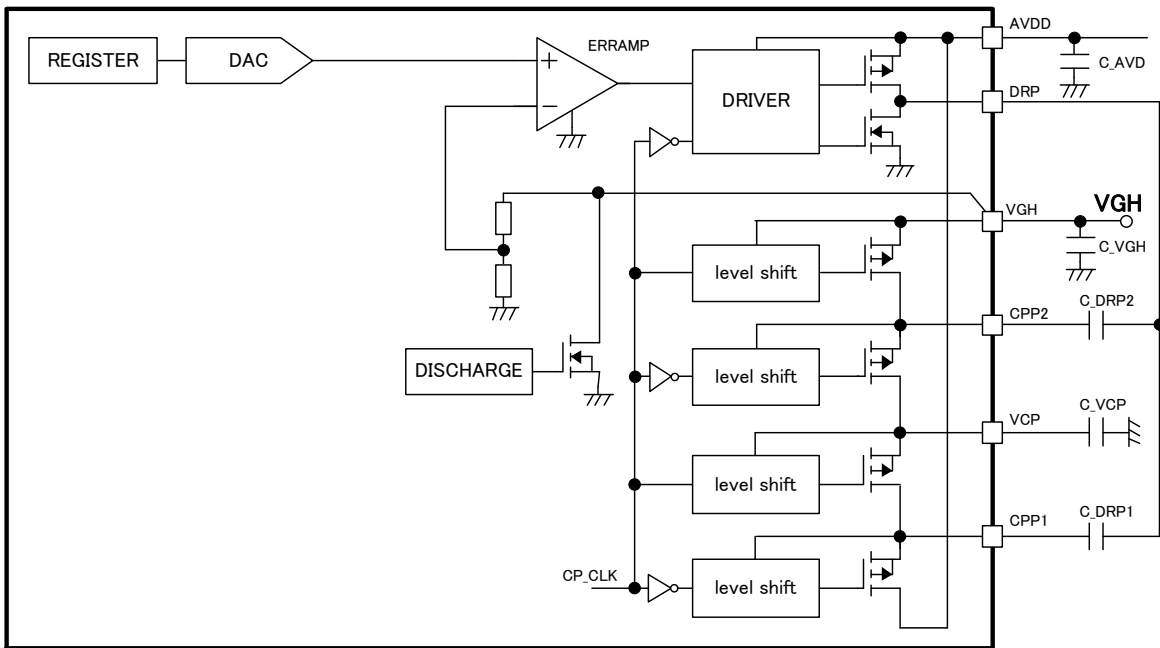 AVDD
ERRAMP
REGISTER
DAC
+
C_AVD
−
DRIVER
DRP
VGH
VGH
C_VGH
level shift
CPP2
C_DRP2
DISCHARGE
level shift
VCP
C_VCP
level shift
CPP1
C_DRP1
CP_CLK
level shift